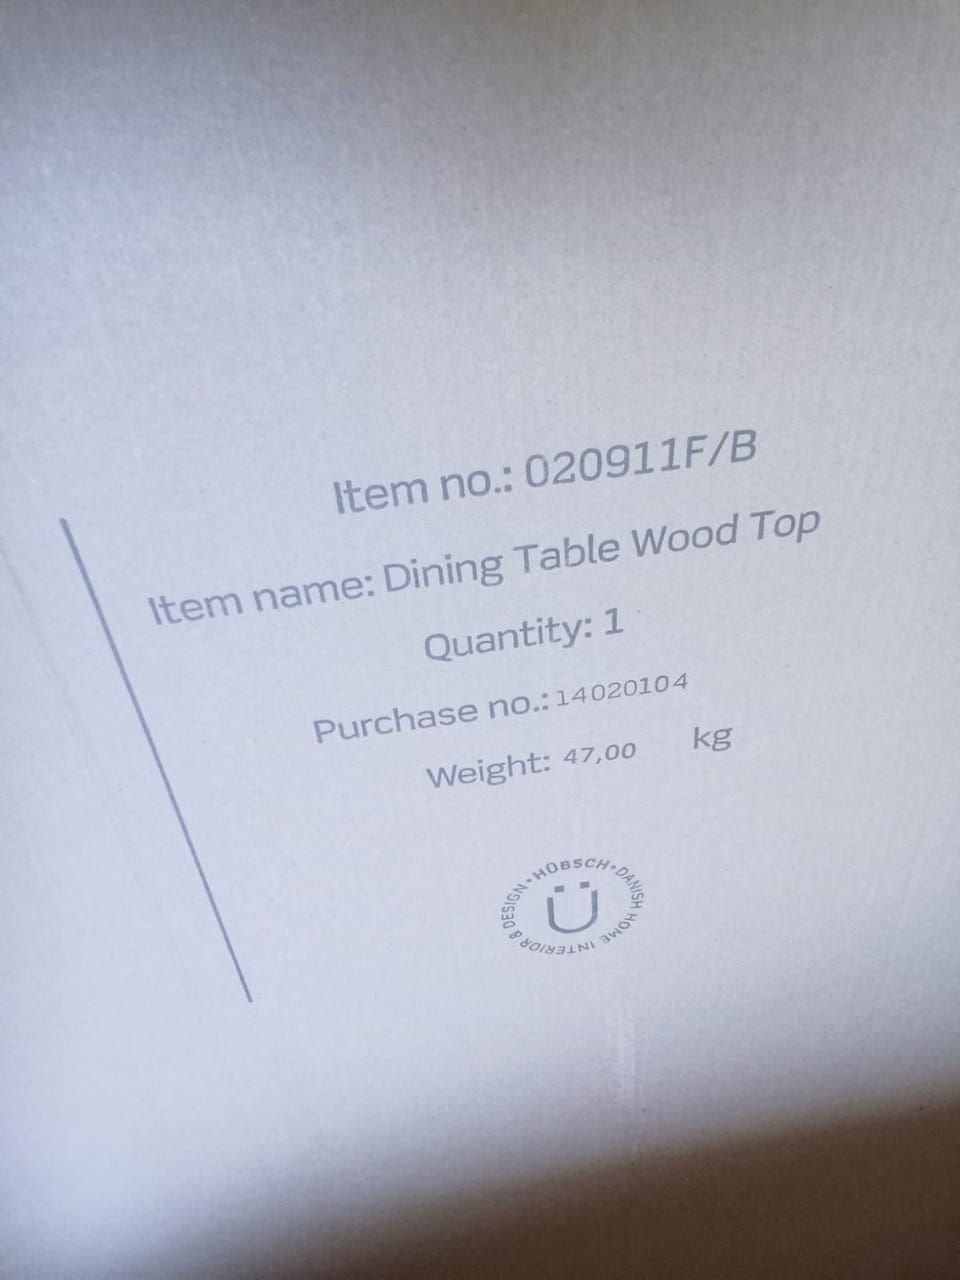 Item no.: 020911F/B
Item name: Dining Table Wood Top
Quantity: 1
Purchase no.: 14020104
Weight: 47,00 kg
HÜBSCH • DANISH HOME INTERIOR & DESIGN •
Ü